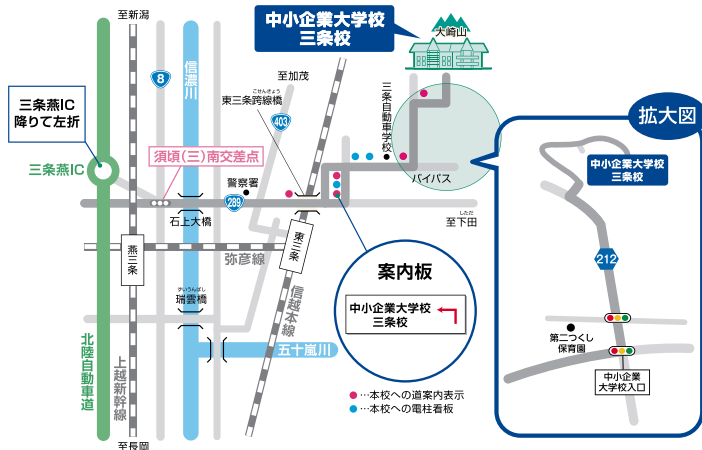 至新潟
中小企業大学校
三条校
大崎山
8
信濃川
至加茂
こせんきょう
東三条跨線橋
403
三条自動車学校
拡大図
三条燕IC
降りて左折
三条燕IC
須頃(三)南交差点
警察署
289
石上大橋
バイパス
しただ
至下田
中小企業大学校
三条校
212
燕三条
弥彦線
東三条
ずいうんばし
瑞雲橋
信越本線
案内板
中小企業大学校
三条校
第二つくし
保育園
中小企業
大学校入口
五十嵐川
北陸自動車道
上越新幹線
●…本校への道案内表示
●…本校への電柱看板
至長岡